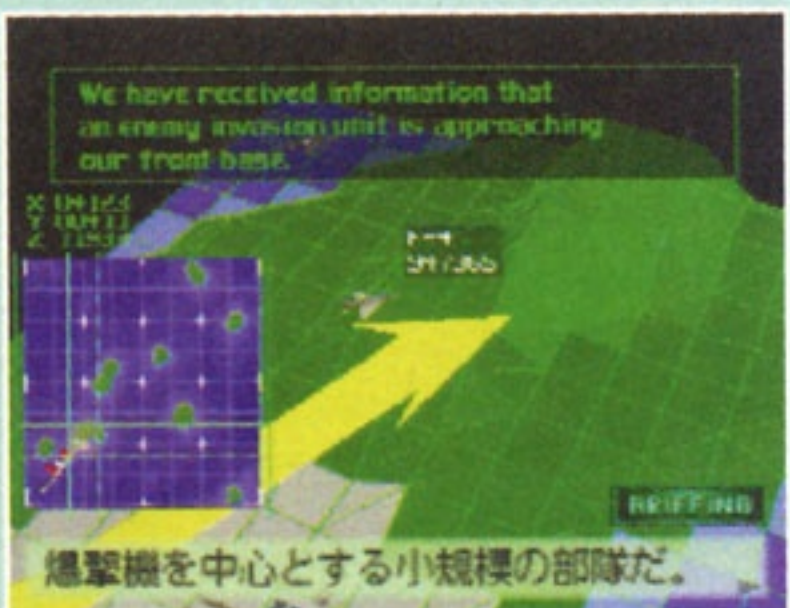 We have received information that
an enemy invasion unit is approaching
our front base.
X
Y
Z
BRIEFING
爆撃機を中心とする小規模の部隊だ。